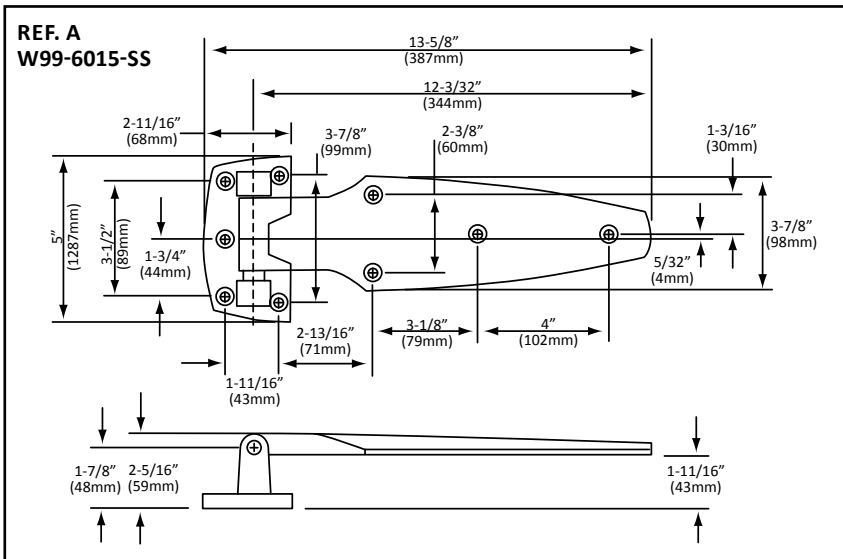 REF. A
W99-6015-SS
13-5/8”
(387mm)
12-3/32”
(344mm)
2-11/16”
(68mm)
3-7/8”
(99mm)
2-3/8”
(60mm)
1-3/16”
(30mm)
5”
(1287mm)
3-1/2”
(89mm)
1-3/4”
(44mm)
3-7/8”
(98mm)
5/32”
(4mm)
2-13/16”
(71mm)
3-1/8”
(79mm)
4”
(102mm)
1-11/16”
(43mm)
1-7/8”
(48mm)
2-5/16”
(59mm)
1-11/16”
(43mm)